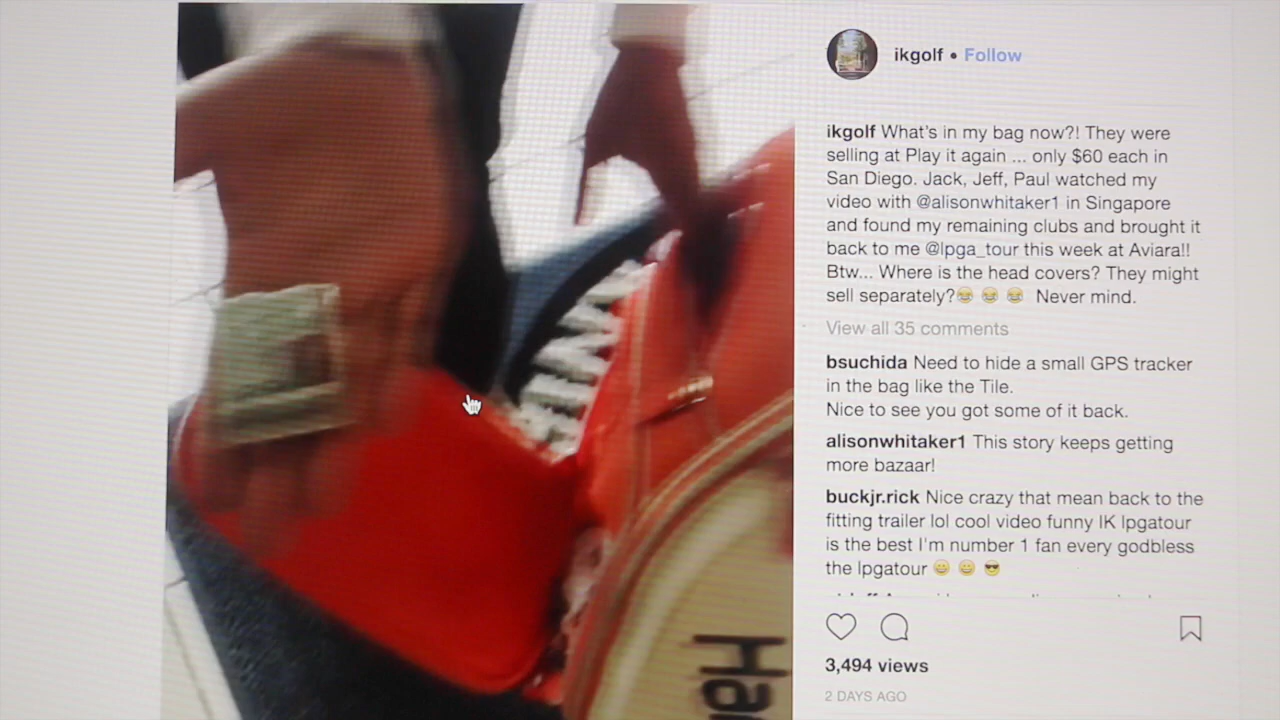 ikgolf • Follow
ikgolf What's in my bag now?! They were
selling at Play it again ... only $60 each in
San Diego. Jack, Jeff, Paul watched my
video with @alisonwhitaker1 in Singapore
and found my remaining clubs and brought it
back to me @lpga_tour this week at Aviara!!
Btw... Where is the head covers? They might
sell separately?😂 😂 😂 Never mind.
View all 35 comments
bsuchida Need to hide a small GPS tracker
in the bag like the Tile.
Nice to see you got some of it back.
alisonwhitaker1 This story keeps getting
more bazaar!
buckjr.rick Nice crazy that mean back to the
fitting trailer lol cool video funny IK lpgatour
is the best I'm number 1 fan every godbless
the lpgatour 😀 😀 😎
3,494 views
2 DAYS AGO
Har